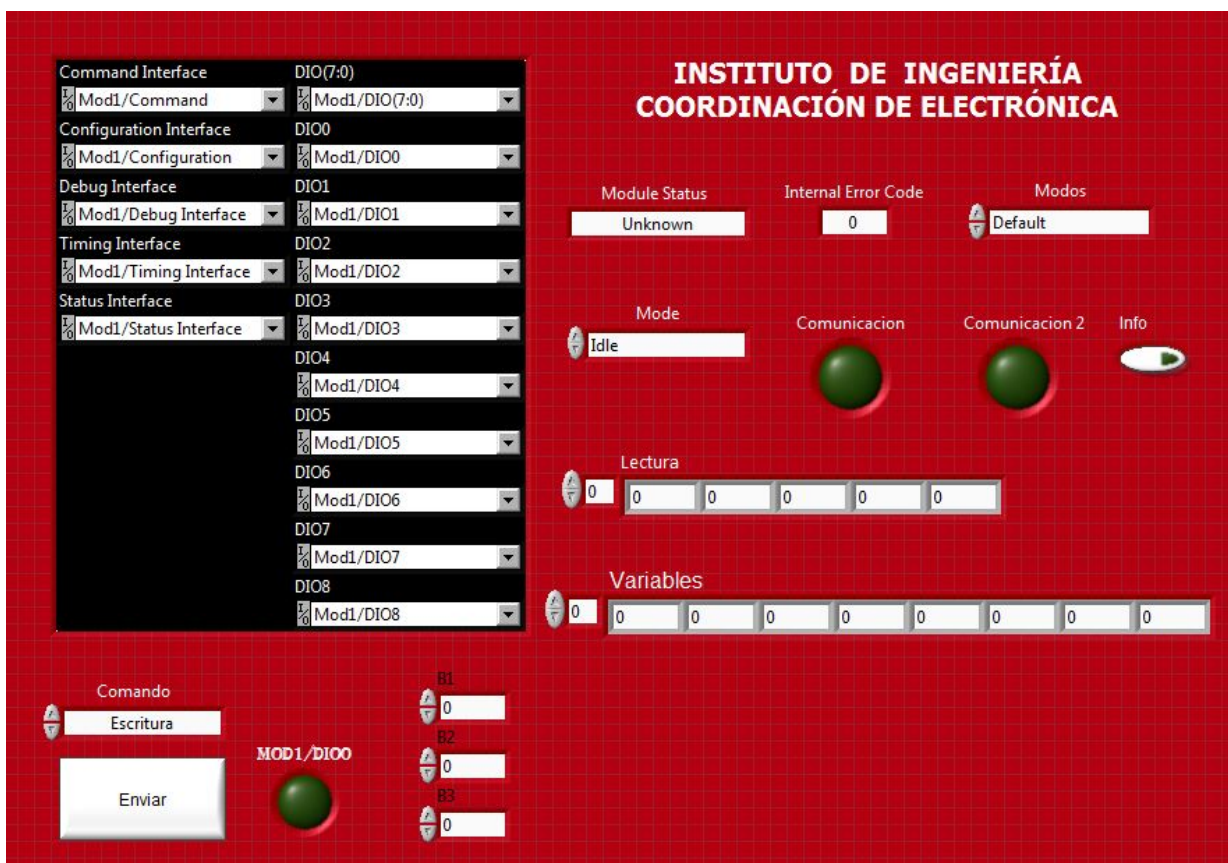 INSTITUTO DE INGENIERÍA
COORDINACIÓN DE ELECTRÓNICA
Command Interface
Mod1/Command
Configuration Interface
Mod1/Configuration
Debug Interface
Mod1/Debug Interface
Timing Interface
Mod1/Timing Interface
Status Interface
Mod1/Status Interface
DIO(7:0)
Mod1/DIO(7:0)
DIO0
Mod1/DIO0
DIO1
Mod1/DIO1
DIO2
Mod1/DIO2
DIO3
Mod1/DIO3
DIO4
Mod1/DIO4
DIO5
Mod1/DIO5
DIO6
Mod1/DIO6
DIO7
Mod1/DIO7
DIO8
Mod1/DIO8
Module Status
Unknown
Internal Error Code
0
Modos
Default
Mode
Idle
Comunicacion
Comunicacion 2
Info
Lectura
0 0 0 0 0 0
Variables
0 0 0 0 0 0 0 0 0
Comando
Escritura
Enviar
MOD1/DIO0
B1
0
B2
0
B3
0